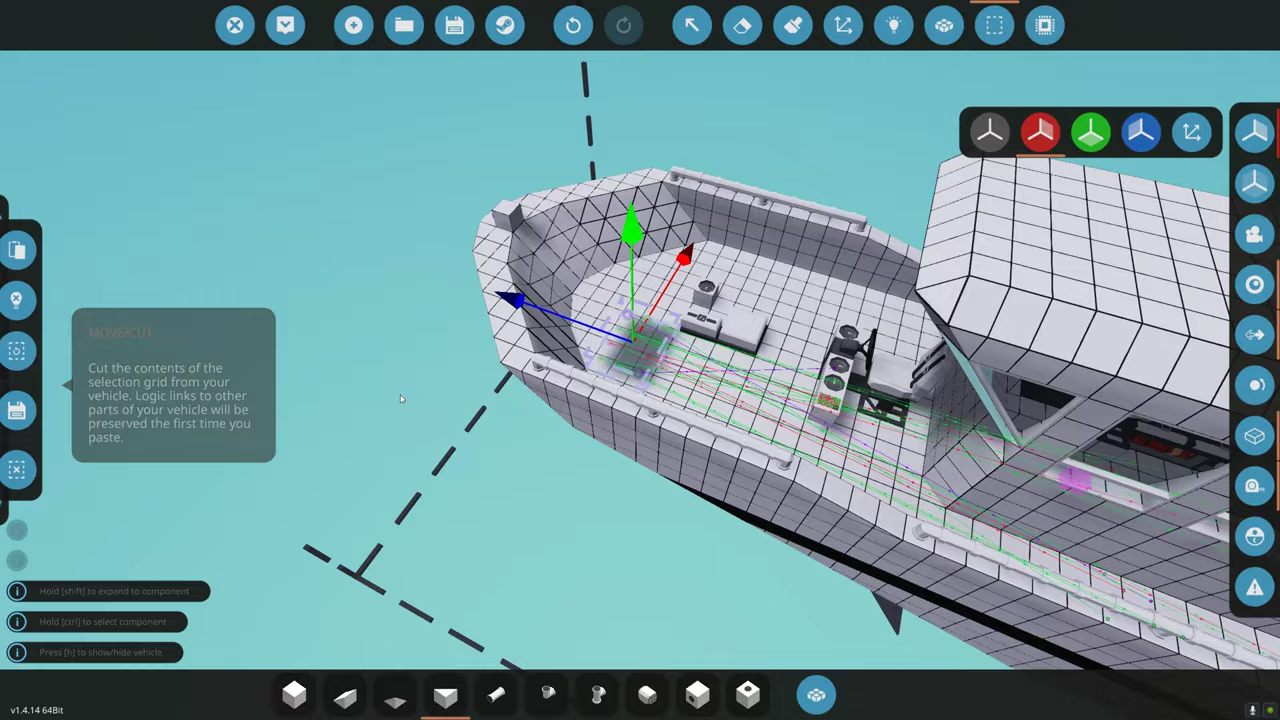 MOVE/CUT
Cut the contents of the
selection grid from your
vehicle. Logic links to other
parts of your vehicle will be
preserved the first time you
paste.
Hold [shift] to expand to component
Hold [ctrl] to select component
Press [h] to show/hide vehicle
v1.4.14 64Bit